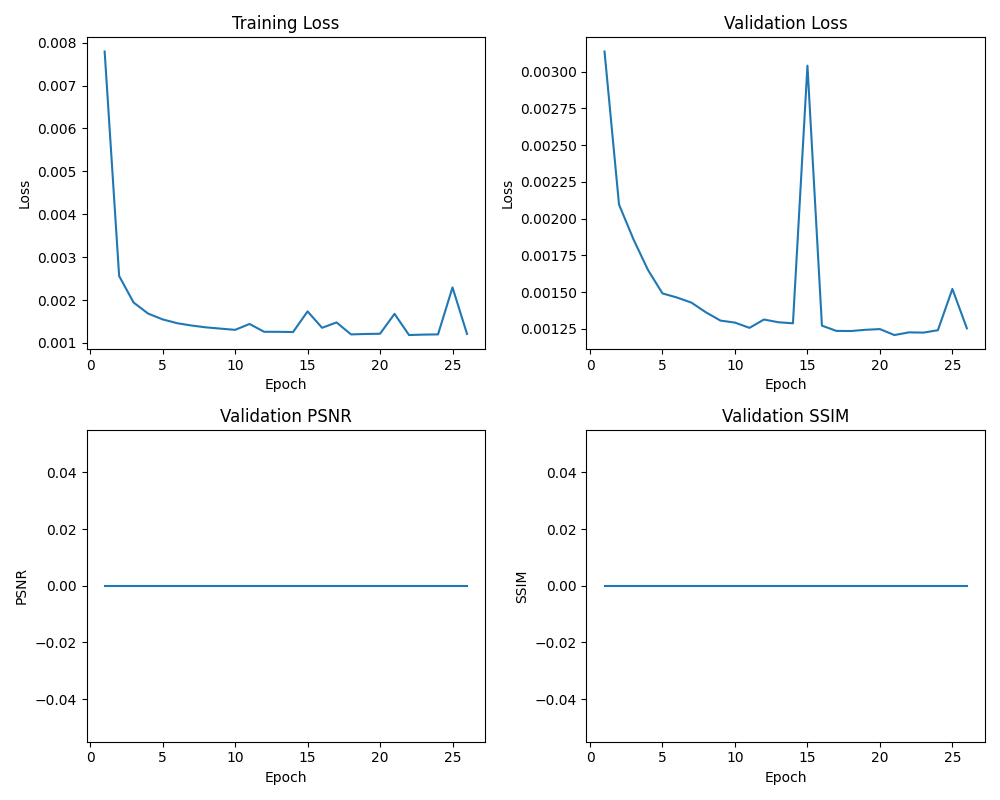 Training Loss
0.008
0.007
0.006
0.005
0.004
0.003
0.002
0.001
Loss
0 5 10 15 20 25
Epoch
Validation Loss
0.00300
0.00275
0.00250
0.00225
0.00200
0.00175
0.00150
0.00125
Loss
0 5 10 15 20 25
Epoch
Validation PSNR
0.04
0.02
0.00
−0.02
−0.04
PSNR
0 5 10 15 20 25
Epoch
Validation SSIM
0.04
0.02
0.00
−0.02
−0.04
SSIM
0 5 10 15 20 25
Epoch